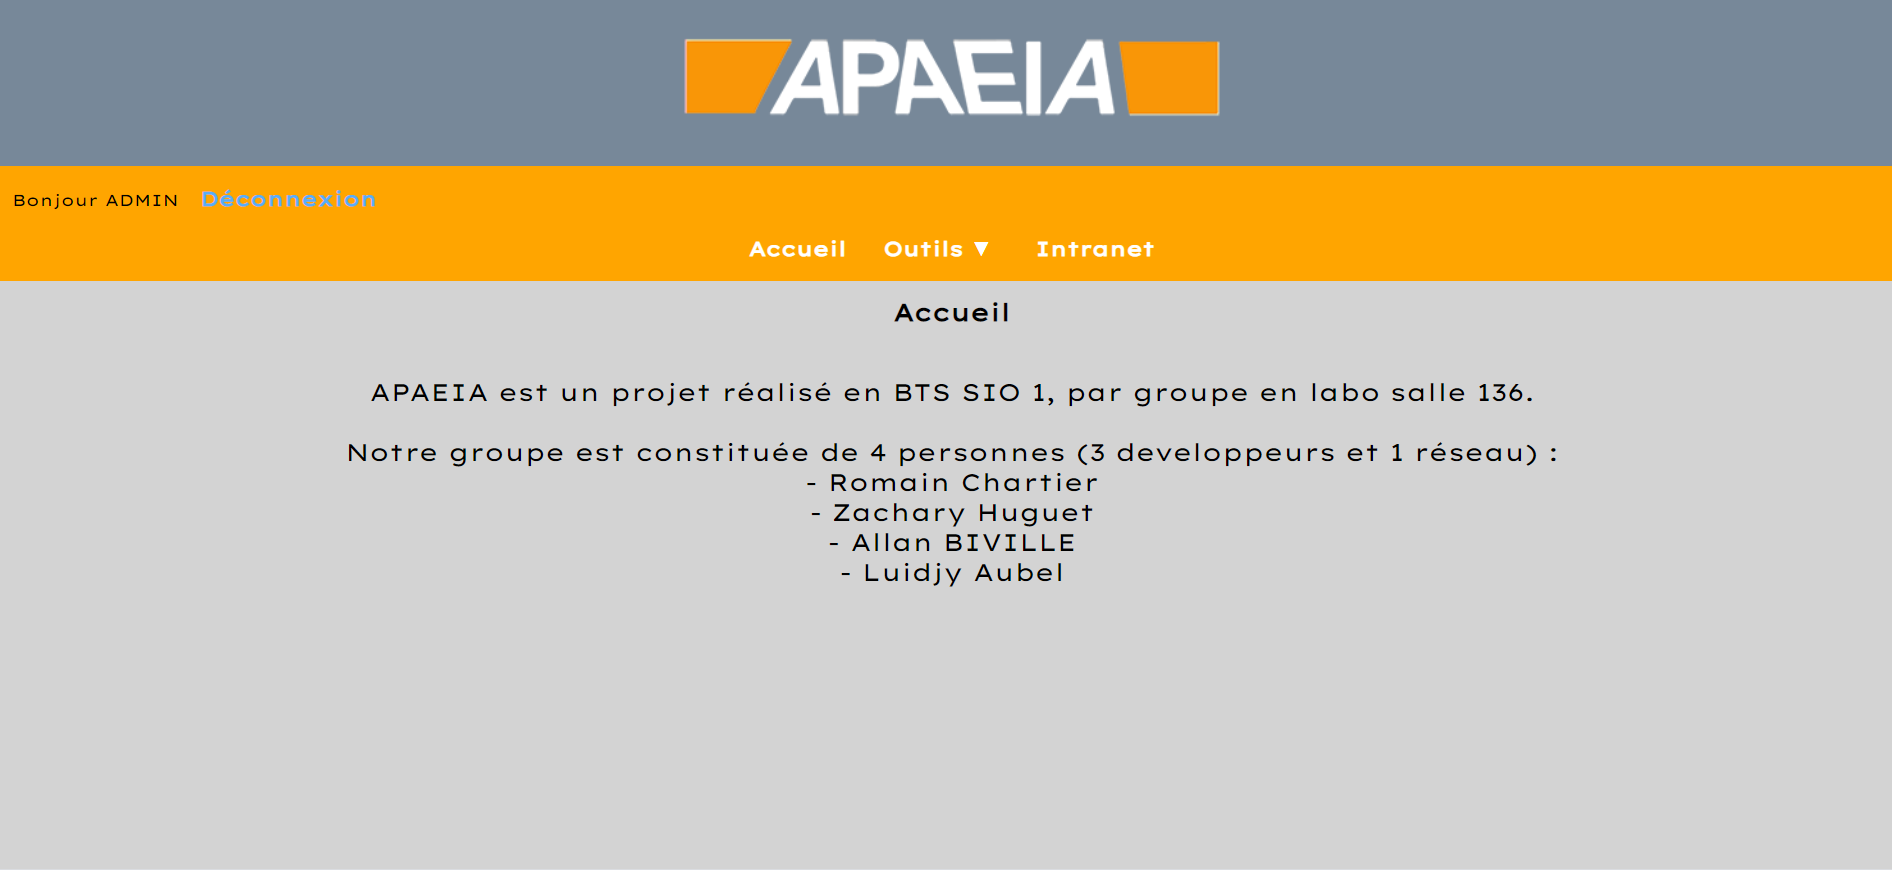 APAEIA
Bonjour ADMIN Déconnexion
Accueil Outils ▼ Intranet
Accueil
APAEIA est un projet réalisé en BTS SIO 1, par groupe en labo salle 136.
Notre groupe est constituée de 4 personnes (3 developpeurs et 1 réseau) :
- Romain Chartier
- Zachary Huguet
- Allan BIVILLE
- Luidjy Aubel